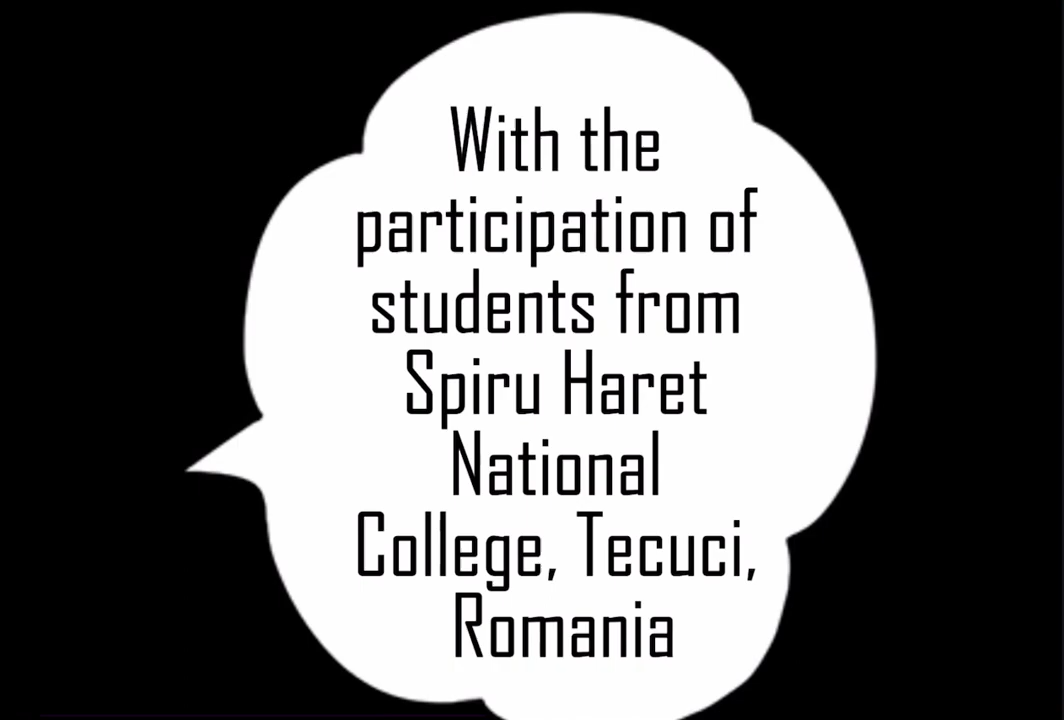 With the
participation of
students from
Spiru Haret
National
College, Tecuci,
Romania